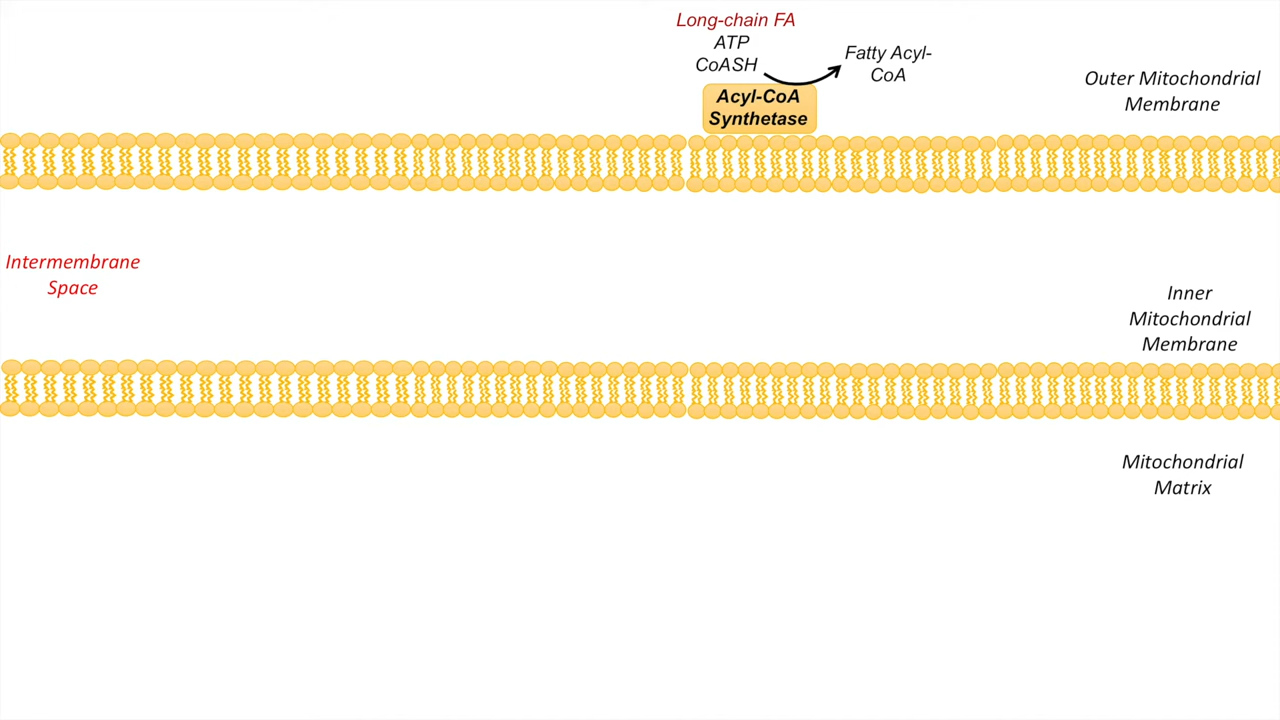 Long-chain FA
ATP
CoASH
Fatty Acyl-
CoA
Acyl-CoA
Synthetase
Outer Mitochondrial
Membrane
Intermembrane
Space
Inner
Mitochondrial
Membrane
Mitochondrial
Matrix